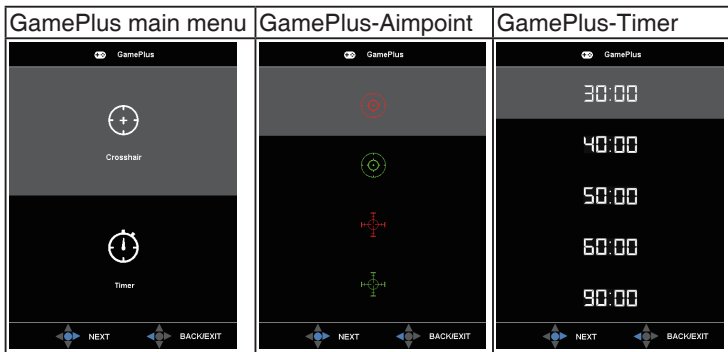 GamePlus main menu
GamePlus-Aimpoint
GamePlus-Timer
GamePlus
Crosshair
Timer
NEXT BACK/EXIT
GamePlus
NEXT BACK/EXIT
GamePlus
30:00
40:00
50:00
60:00
90:00
NEXT BACK/EXIT